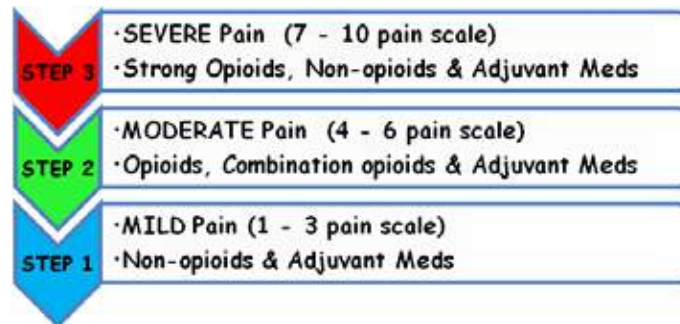 STEP 3
·SEVERE Pain (7 - 10 pain scale)
·Strong Opioids, Non-opioids & Adjuvant Meds
STEP 2
·MODERATE Pain (4 - 6 pain scale)
·Opioids, Combination opioids & Adjuvant Meds
STEP 1
·MILD Pain (1 - 3 pain scale)
·Non-opioids & Adjuvant Meds